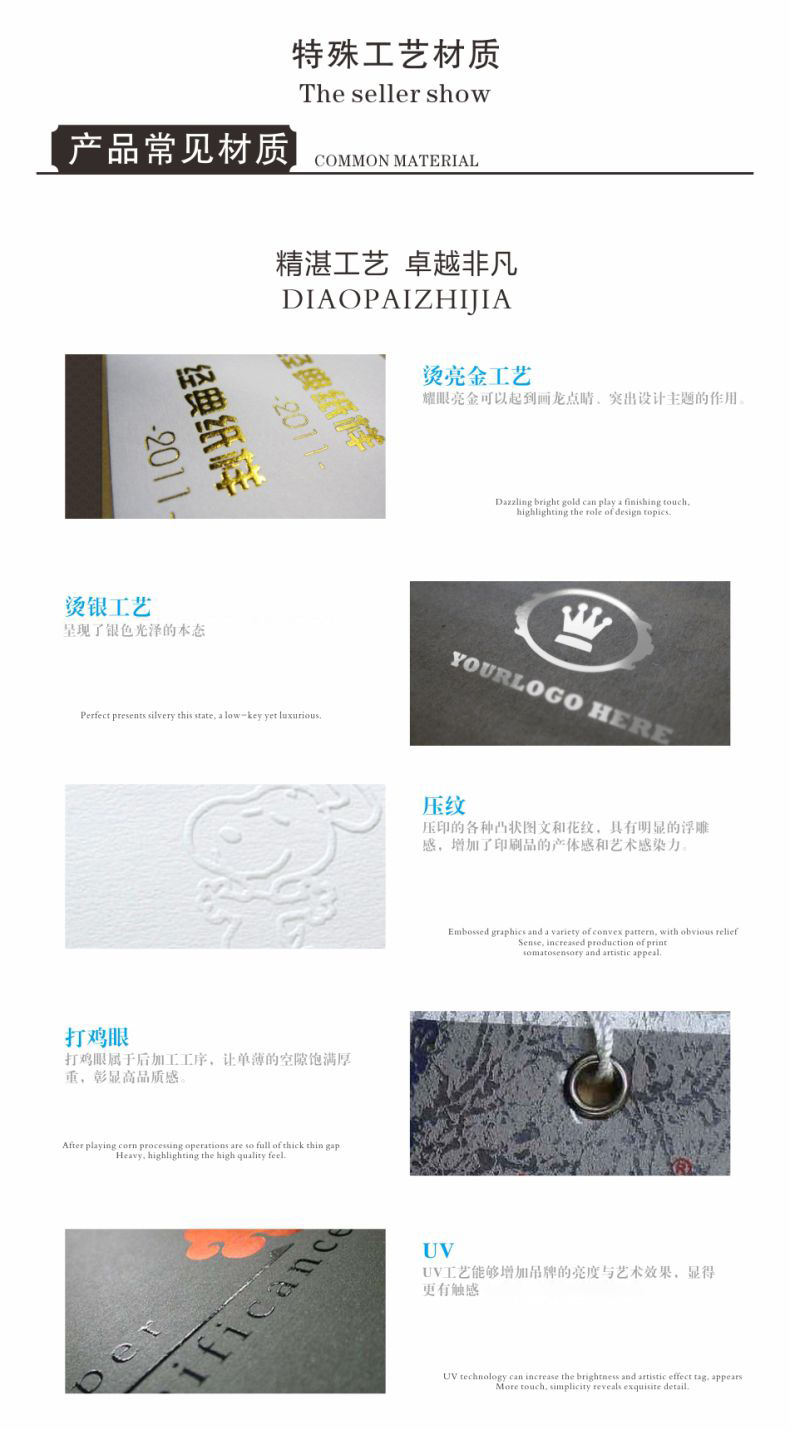 特殊工艺材质
The seller show
产品常见材质
COMMON MATERIAL
精湛工艺 卓越非凡
DIAOPAIZHIJIA
经典纸样
·2011·
经典纸样
·2011·
烫亮金工艺
耀眼亮金可以起到画龙点睛、突出设计主题的作用。
Dazzling bright gold can play a finishing touch,
highlighting the role of design topics.
烫银工艺
呈现了银色光泽的本态
Perfect presents silvery this state, a low-key yet luxurious.
YOURLOGO HERE
压纹
压印的各种凸状图文和花纹，具有明显的浮雕
感，增加了印刷品的产体感和艺术感染力。
Embossed graphics and a variety of convex pattern, with obvious relief
Sense, increased production of print
somatosensory and artistic appeal.
打鸡眼
打鸡眼属于后加工工序，让单薄的空隙饱满厚
重，彰显高品质感。
After playing corn processing operations are so full of thick thin gap
Heavy, highlighting the high quality feel.
®
per
nificance
UV
UV工艺能够增加吊牌的亮度与艺术效果，显得
更有触感
UV technology can increase the brightness and artistic effect tag, appears
More touch, simplicity reveals exquisite detail.